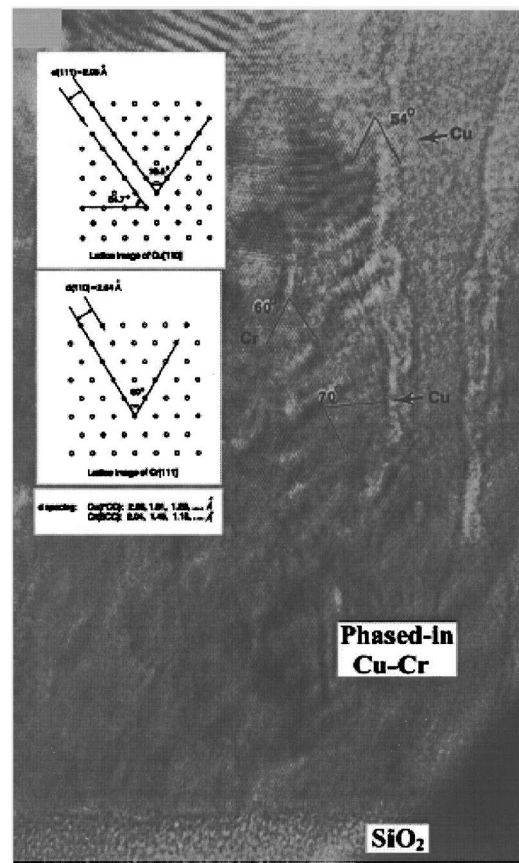 d(111)=2.08 Å
70.5°
54.7°
Lattice image of Cu[110]
d(110)=2.04 Å
60°
Lattice image of Cr[111]
d spacing: Cu(FCC): 2.08, 1.81, 1.28, .... Å
Cr(BCC): 2.04, 1.45, 1.18, .... Å
54°
Cu
60°
Cr
70°
Cu
Phased-in
Cu-Cr
SiO₂